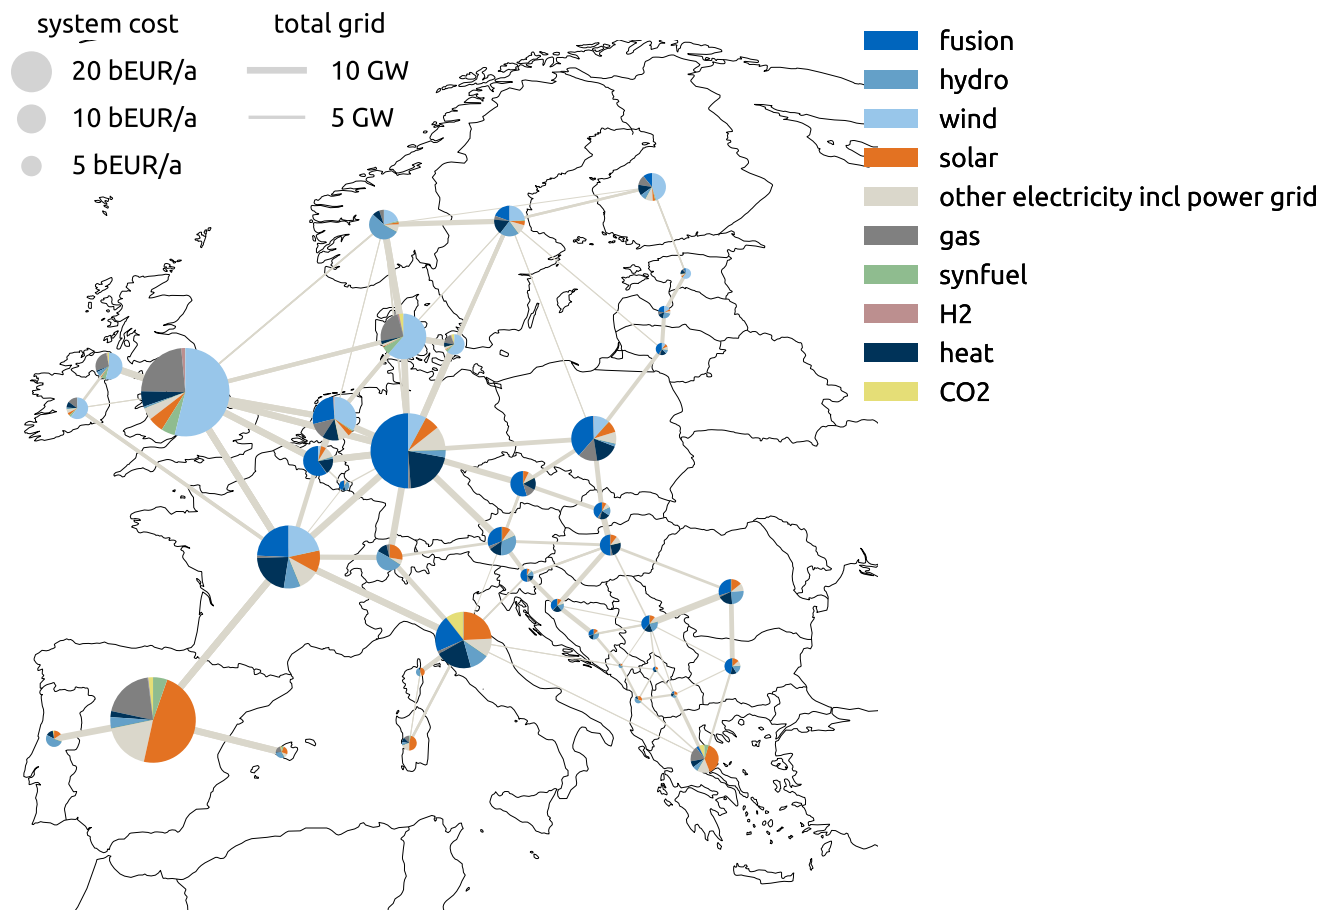 system cost
total grid
20 bEUR/a
10 GW
10 bEUR/a
5 GW
5 bEUR/a
fusion
hydro
wind
solar
other electricity incl power grid
gas
synfuel
H2
heat
CO2